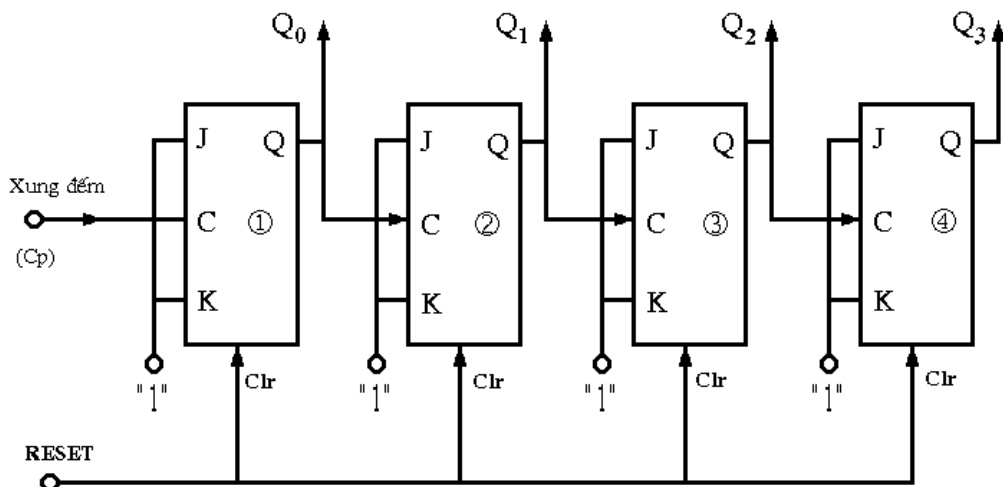 Q0 Q1 Q2 Q3
J Q J Q J Q J Q
Xung đếm
C ① C ② C ③ C ④
(Cp)
K K K K
"1" Clr "1" Clr "1" Clr "1" Clr
RESET